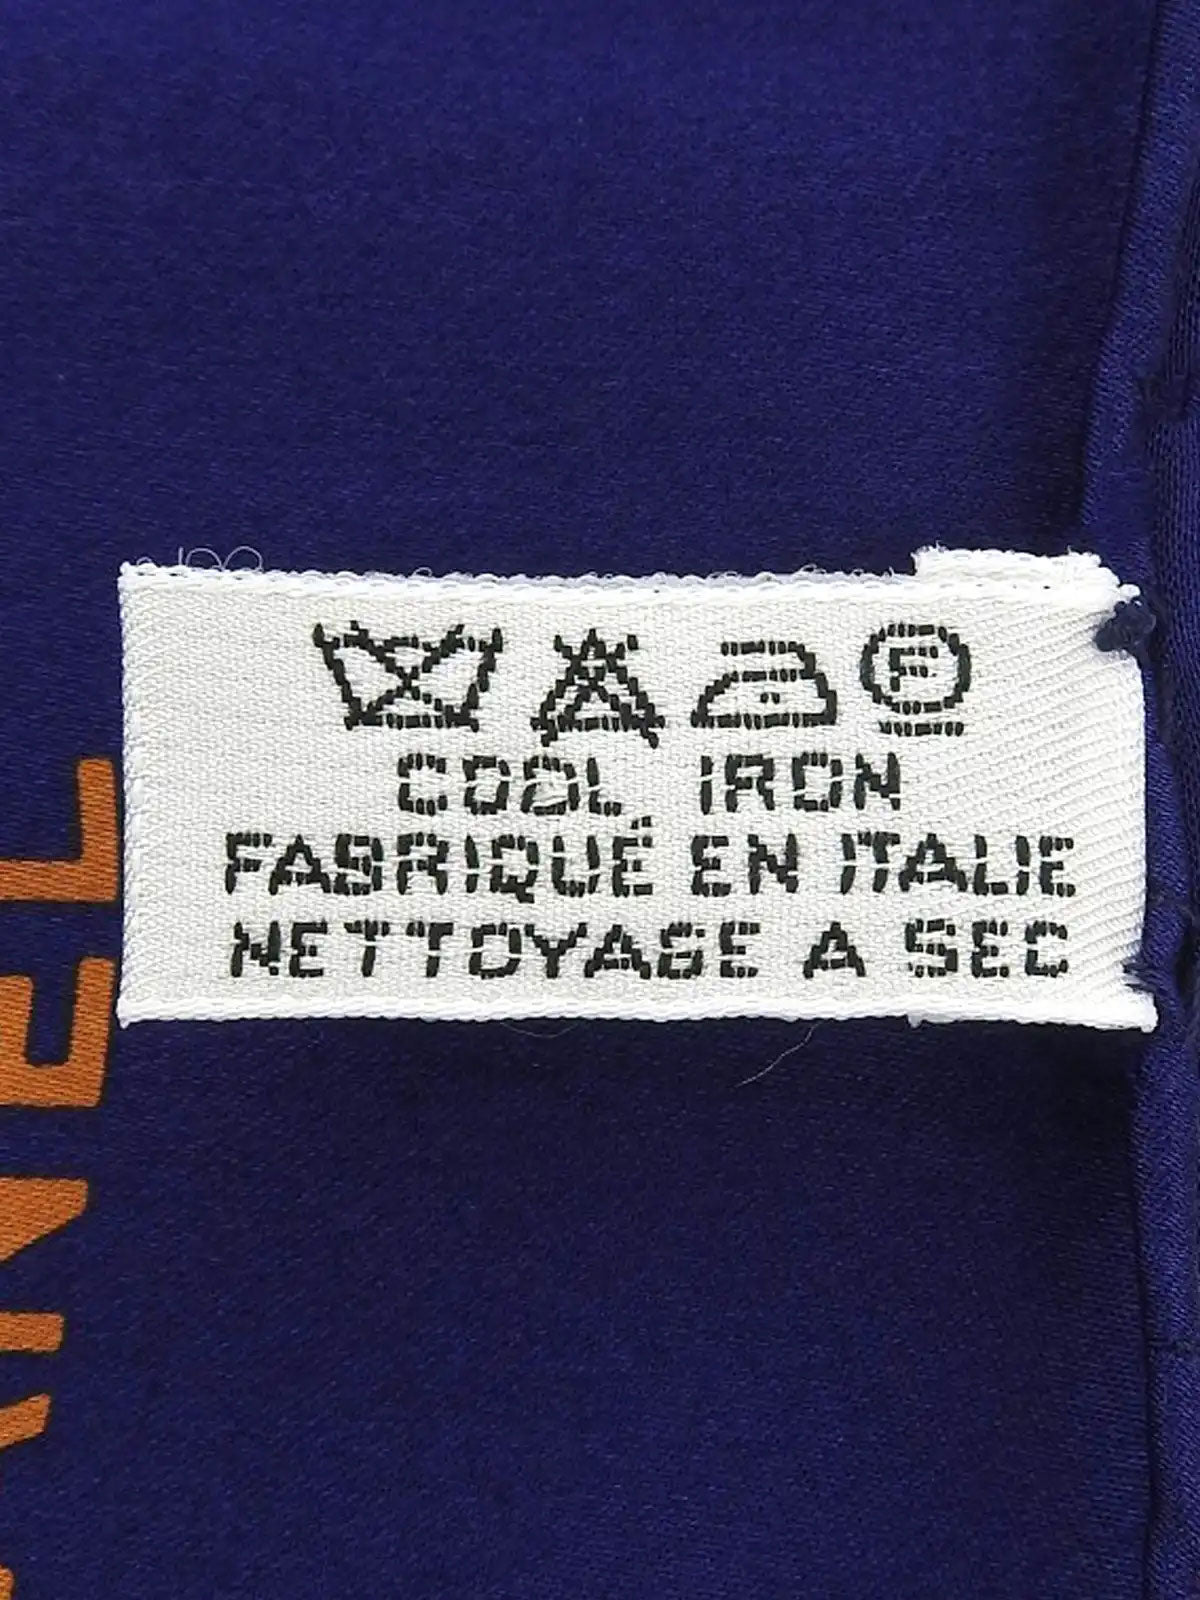 F
COOL IRON
FABRIQUÉ EN ITALIE
NETTOYAGE A SEC